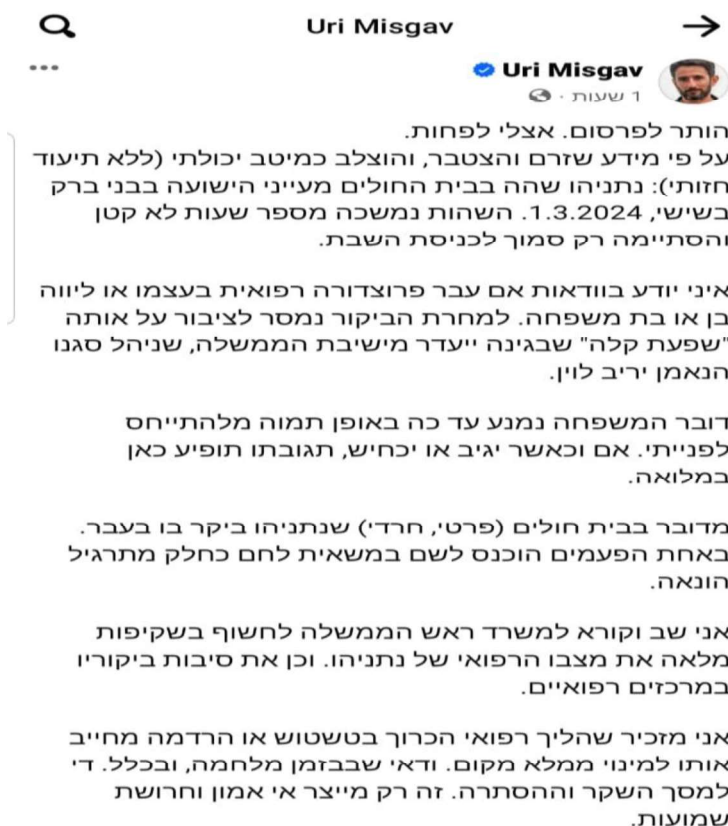 Uri Misgav
Uri Misgav
1 שעות ·
הותר לפרסום. אצלי לפחות.
על פי מידע שזרם והצטבר, והוצלב כמיטב יכולתי (ללא תיעוד
חזותי): נתניהו שהה בבית החולים מעייני הישועה בבני ברק
בשישי, 1.3.2024. השהות נמשכה מספר שעות לא קטן
והסתיימה רק סמוך לכניסת השבת.
איני יודע בוודאות אם עבר פרוצדורה רפואית בעצמו או ליווה
בן או בת משפחה. למחרת הביקור נמסר לציבור על אותה
"שפעת קלה" שבגינה ייעדר מישיבת הממשלה, שניהל סגנו
הנאמן יריב לוין.
דובר המשפחה נמנע עד כה באופן תמוה מלהתייחס
לפנייתי. אם וכאשר יגיב או יכחיש, תגובתו תופיע כאן
במלואה.
מדובר בבית חולים (פרטי, חרדי) שנתניהו ביקר בו בעבר.
באחת הפעמים הוכנס לשם במשאית לחם כחלק מתרגיל
הונאה.
אני שב וקורא למשרד ראש הממשלה לחשוף בשקיפות
מלאה את מצבו הרפואי של נתניהו. וכן את סיבות ביקוריו
במרכזים רפואיים.
אני מזכיר שהליך רפואי הכרוך בטשטוש או הרדמה מחייב
אותו למינוי ממלא מקום. ודאי שבבזמן מלחמה, ובכלל. די
למסך השקר וההסתרה. זה רק מייצר אי אמון וחרושת
שמועות.